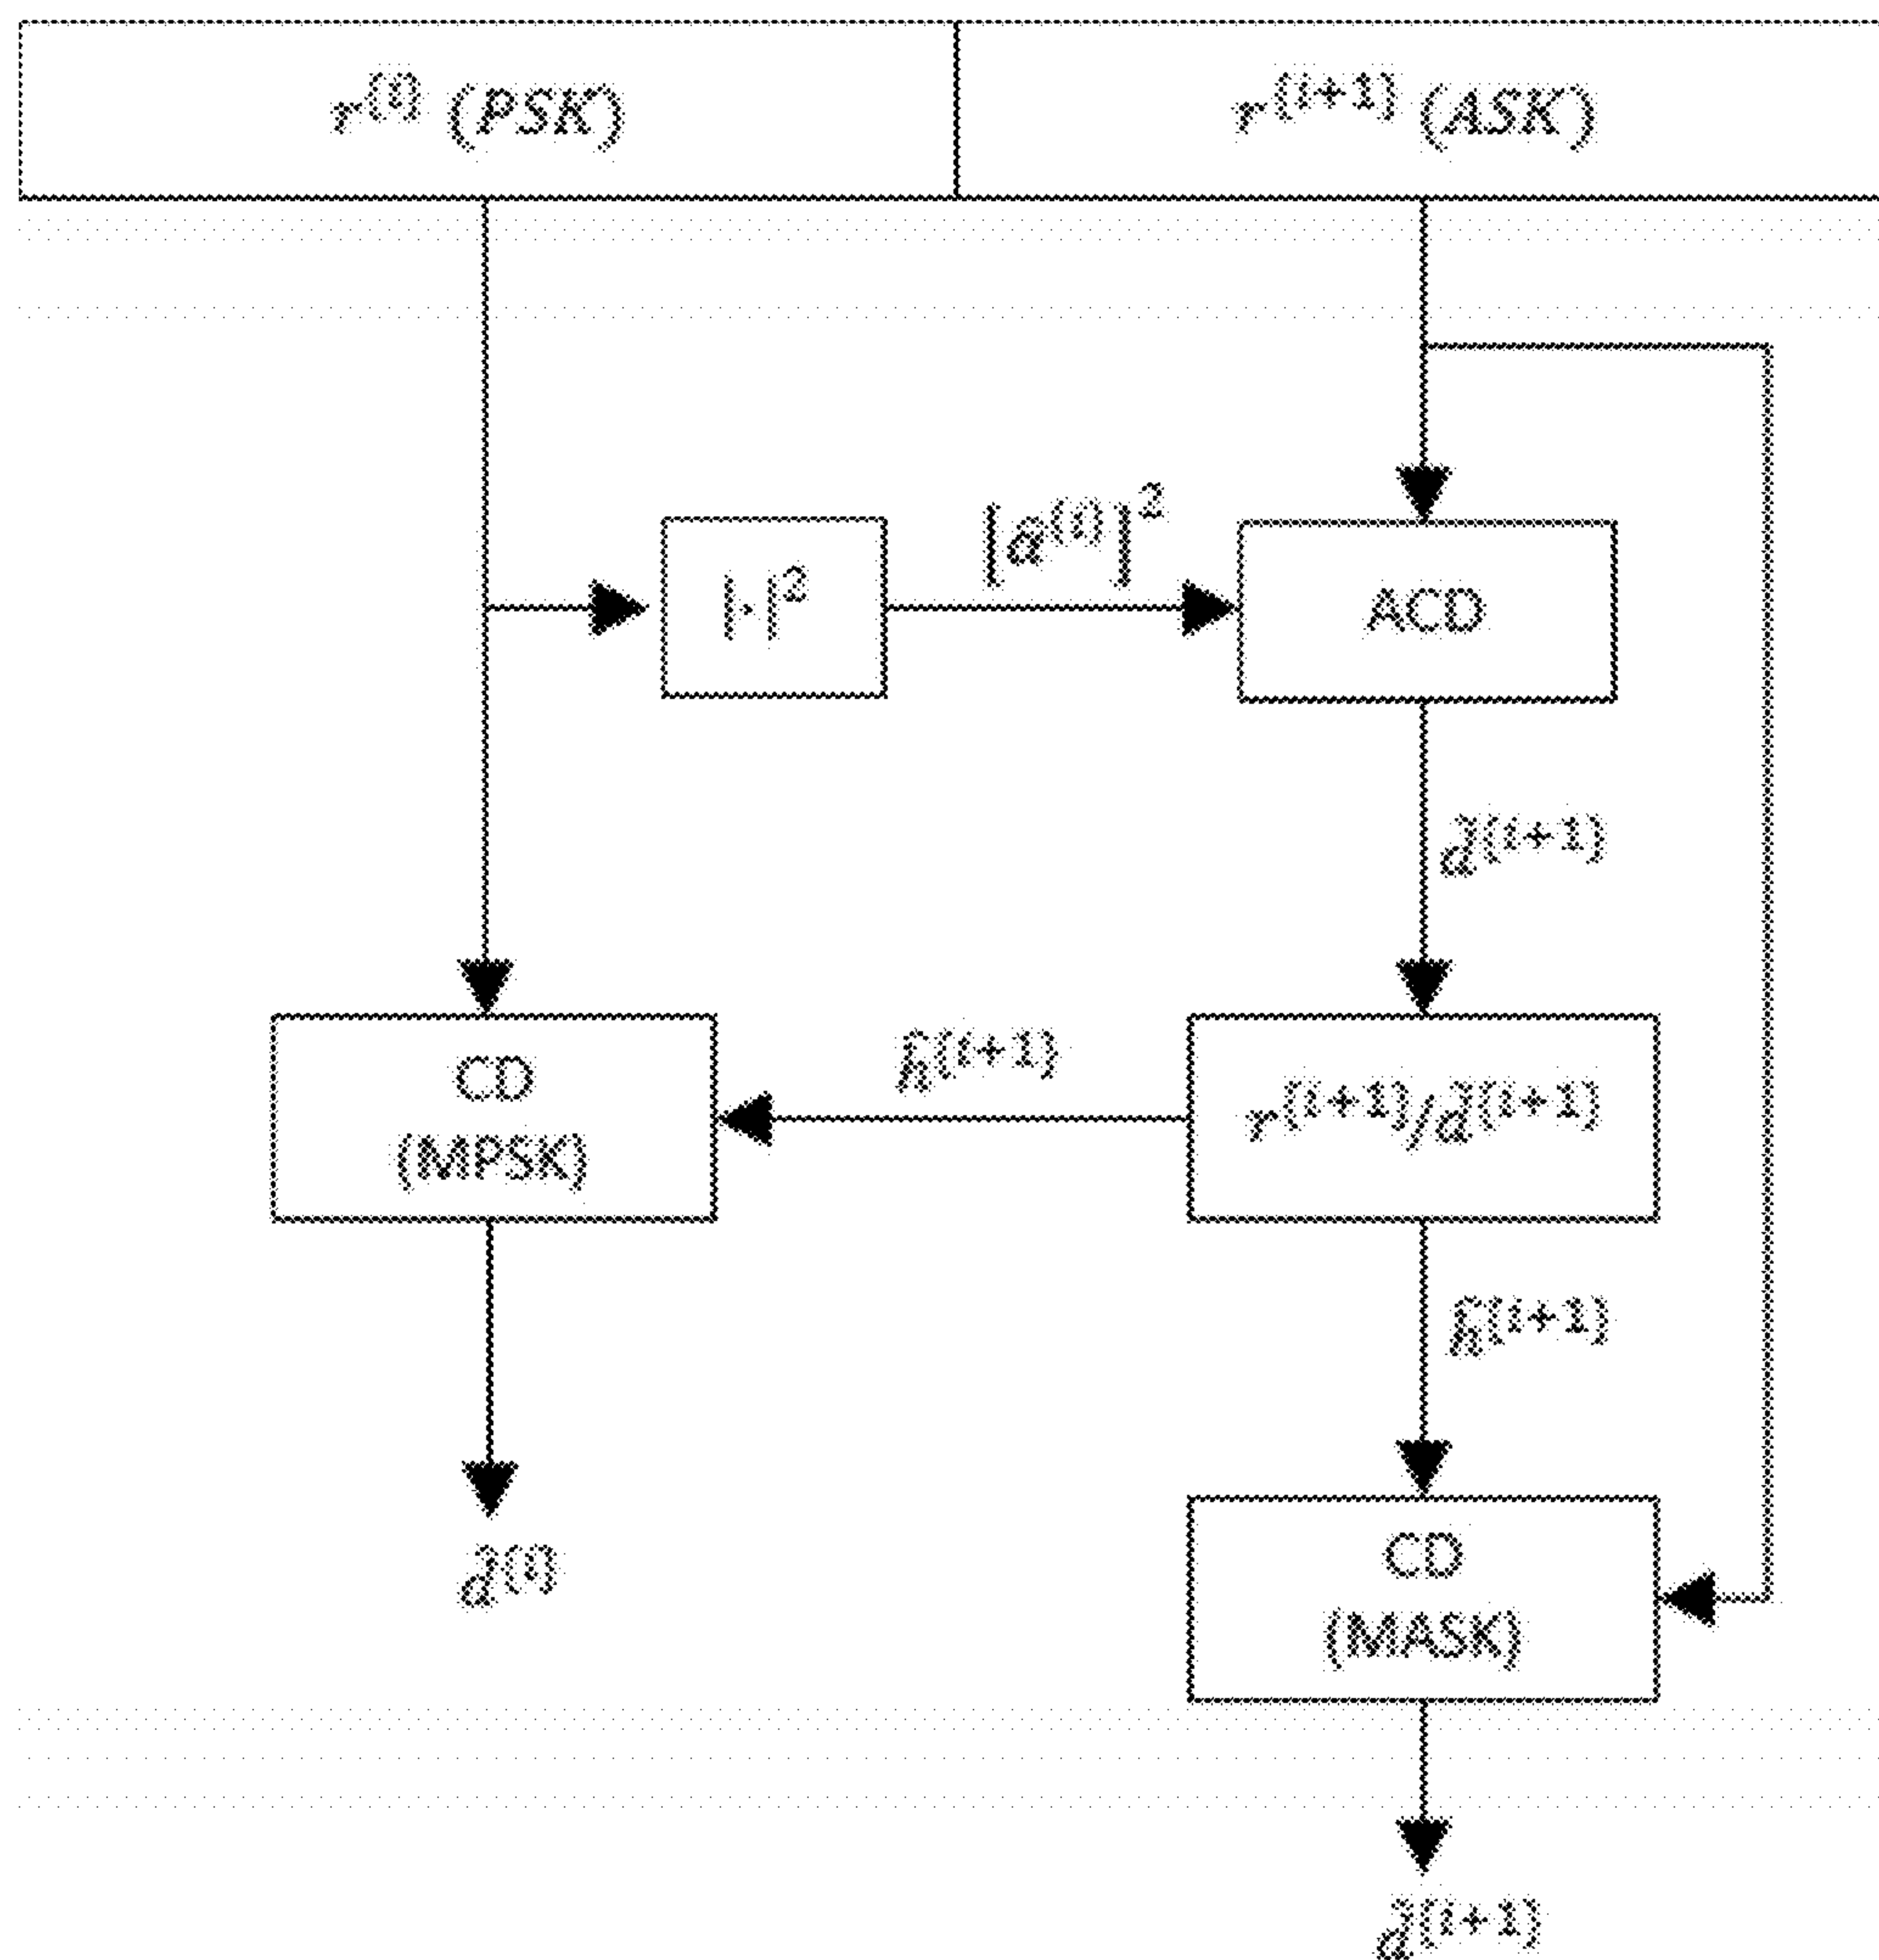 r^{(i)} (PSK)
r^{(i+1)} (ASK)
|·|²
[α̂^{(i)}]²
ACD
d̃^{(i+1)}
CD
(MPSK)
ĥ^{(i+1)}
r^{(i+1)}/d̃^{(i+1)}
ĥ^{(i+1)}
d̂^{(i)}
CD
(MASK)
d̂^{(i+1)}